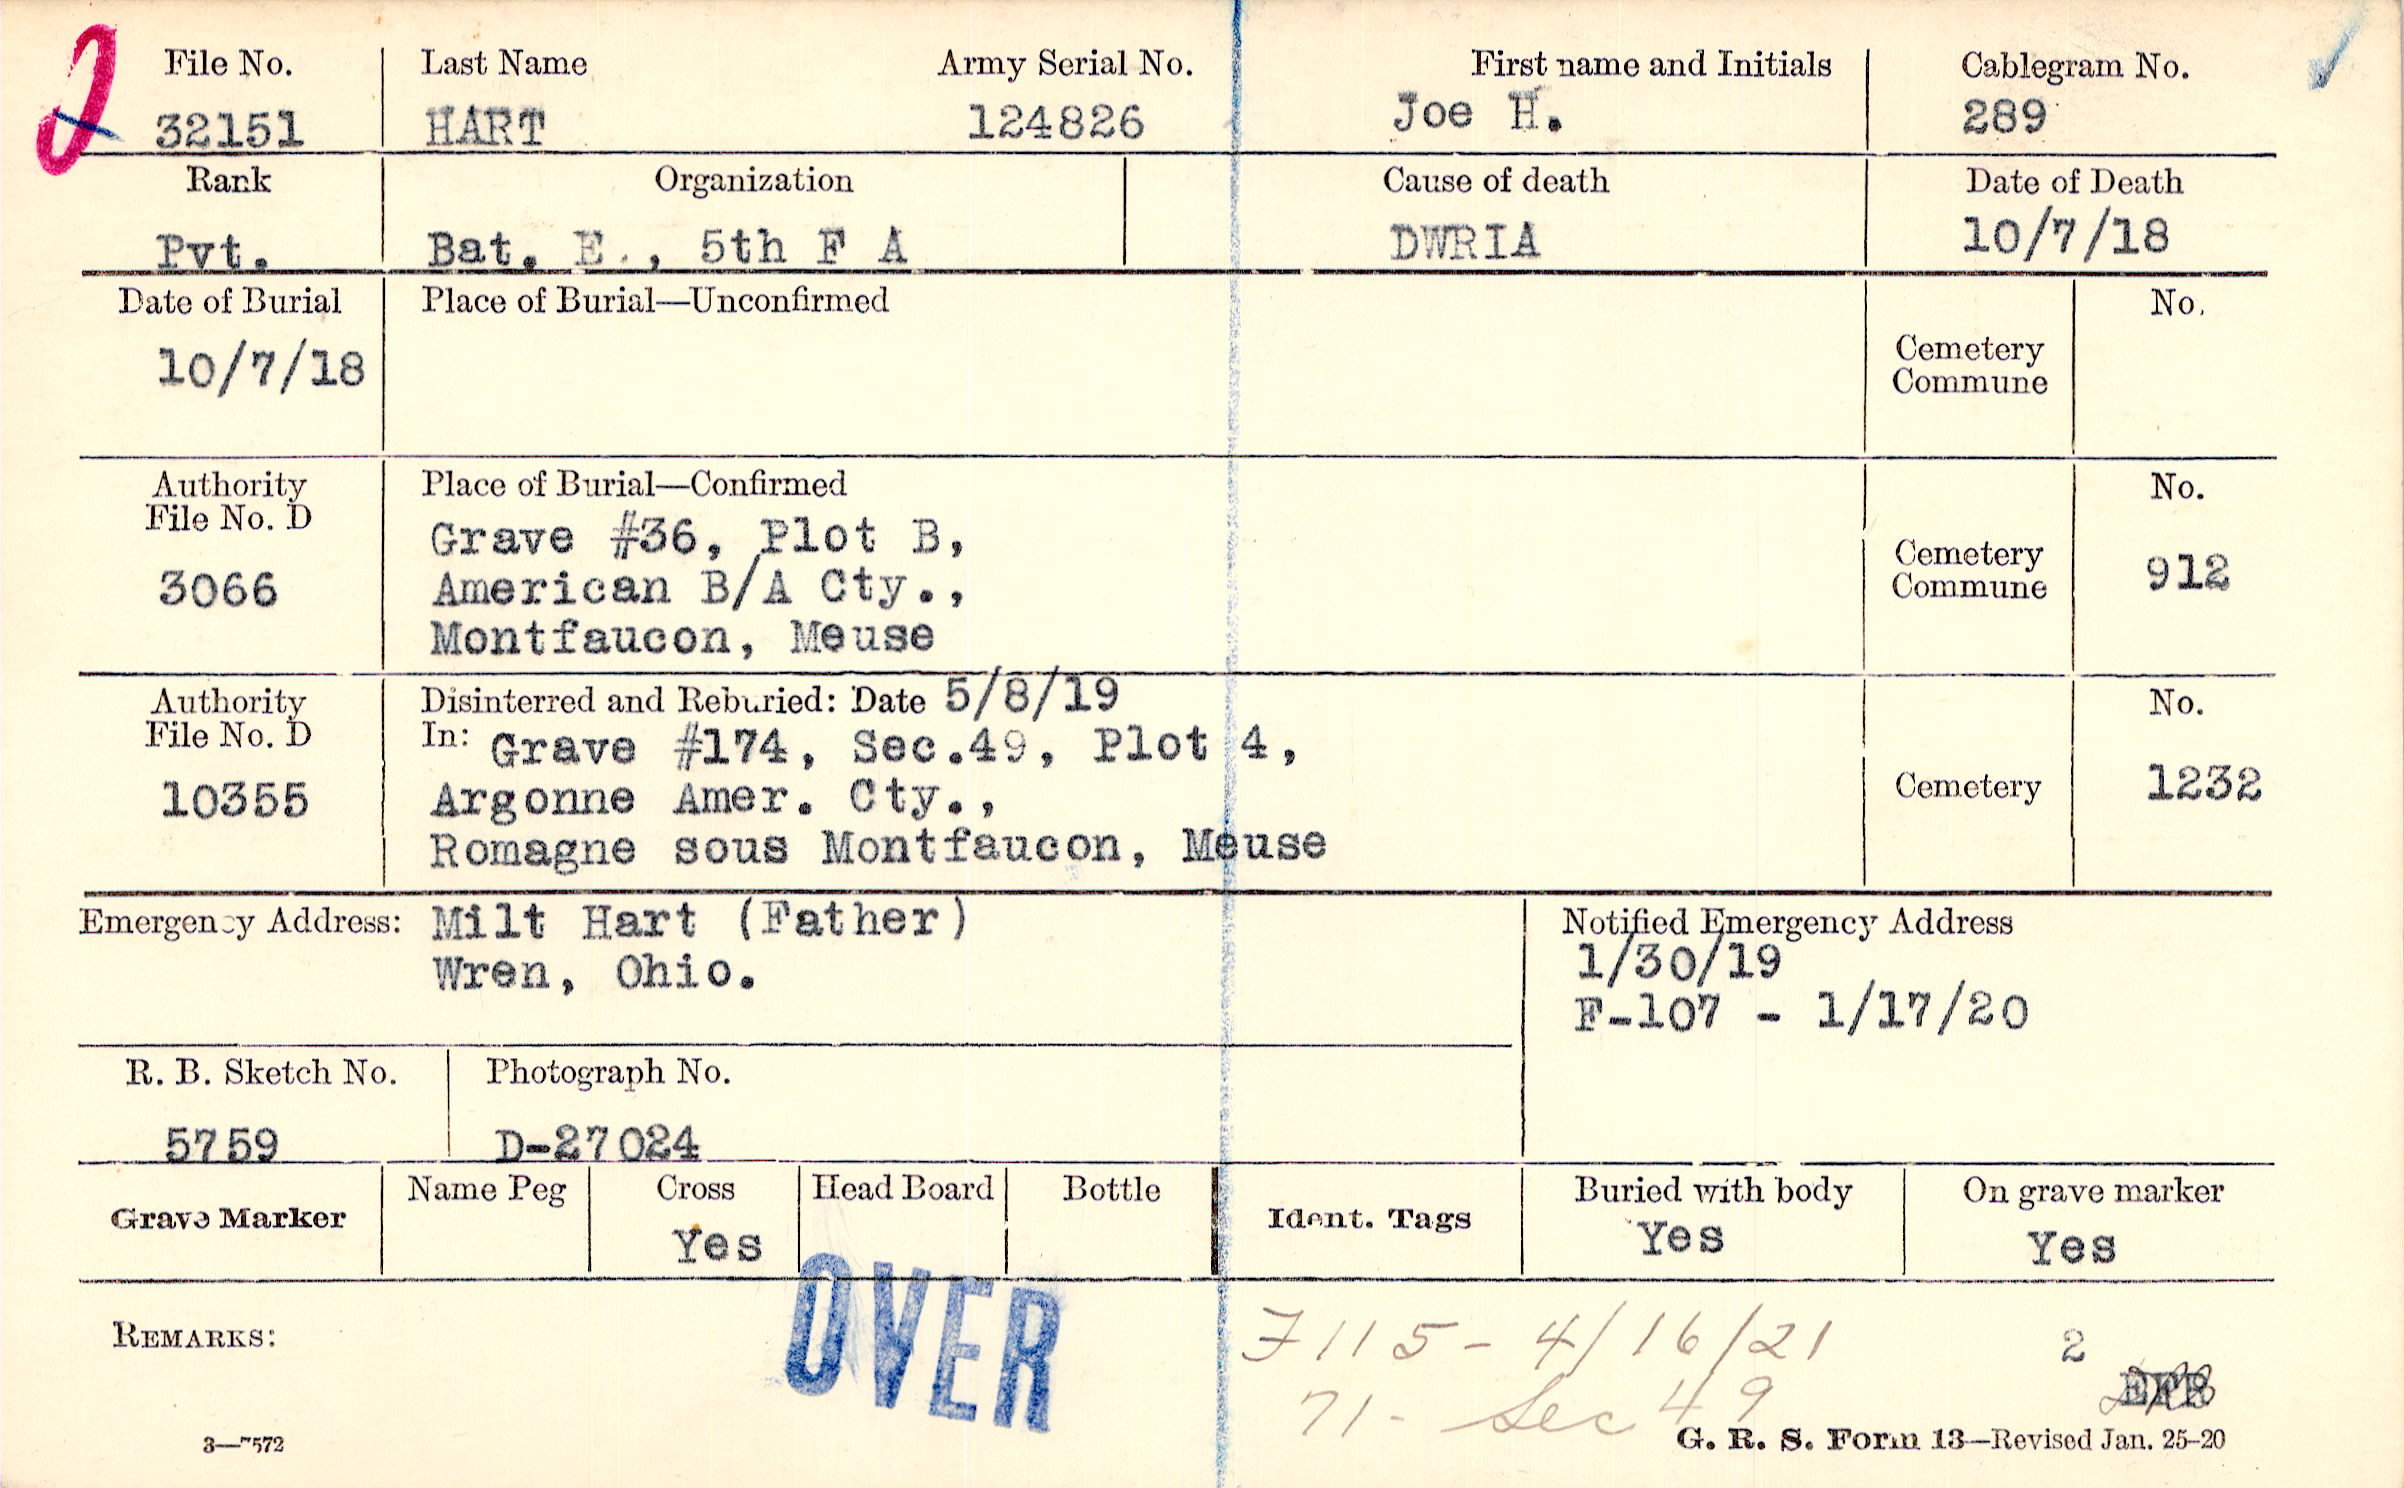 File No. Last Name Army Serial No. First name and Initials Cablegram No.
32151 HART 124826 Joe H. 289
Rank Organization Cause of death Date of Death
Pvt. Bat. E., 5th F A DWRIA 10/7/18
Date of Burial Place of Burial—Unconfirmed No.
10/7/18 Cemetery
Commune
Authority Place of Burial—Confirmed No.
File No. D
Grave #36, Plot B,
3066 American B/A Cty., Cemetery 912
Commune
Montfaucon, Meuse
Authority Disinterred and Reburied: Date 5/8/19 No.
File No. D In: Grave #174, Sec.49, Plot 4,
10355 Argonne Amer. Cty., Cemetery 1232
Romagne sous Montfaucon, Meuse
Emergency Address: Milt Hart (Father) Notified Emergency Address
Wren, Ohio. 1/30/19
F-107 - 1/17/20
R. B. Sketch No. Photograph No.
5759 D-27024
Grave Marker Name Peg Cross Head Board Bottle Ident. Tags Buried with body On grave marker
Yes Yes Yes
OVER
REMARKS: F115 - 4/16/21 2
71- Sec 49
3—7572 G. R. S. Form 13—Revised Jan. 25-20